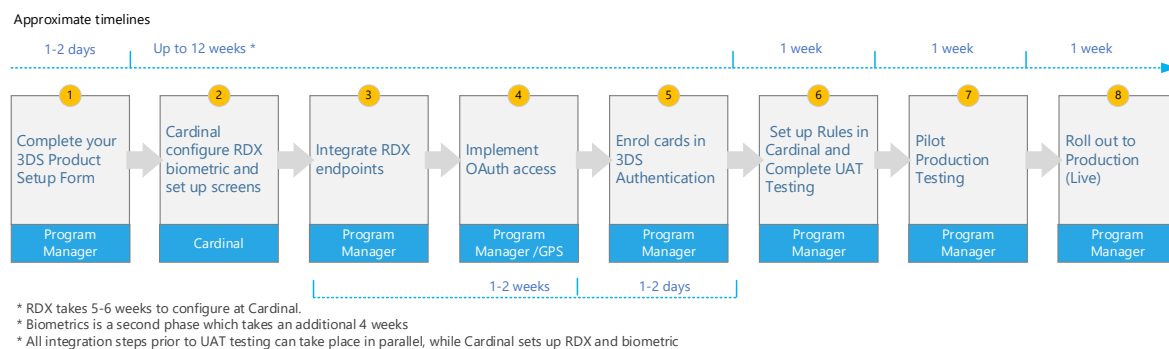 Approximate timelines
1-2 days
Up to 12 weeks *
1 week
1 week
1 week
1
2
3
4
5
6
7
8
Complete your
3DS Product
Setup Form
Cardinal
configure RDX
biometric and
set up screens
Integrate RDX
endpoints
Implement
OAuth access
Enrol cards in
3DS
Authentication
Set up Rules in
Cardinal and
Complete UAT
Testing
Pilot
Production
Testing
Roll out to
Production
(Live)
Program
Manager
Cardinal
Program
Manager
Program
Manager /GPS
Program
Manager
Program
Manager
Program
Manager
Program
Manager
1-2 weeks
1-2 days
* RDX takes 5-6 weeks to configure at Cardinal.
* Biometrics is a second phase which takes an additional 4 weeks
* All integration steps prior to UAT testing can take place in parallel, while Cardinal sets up RDX and biometric